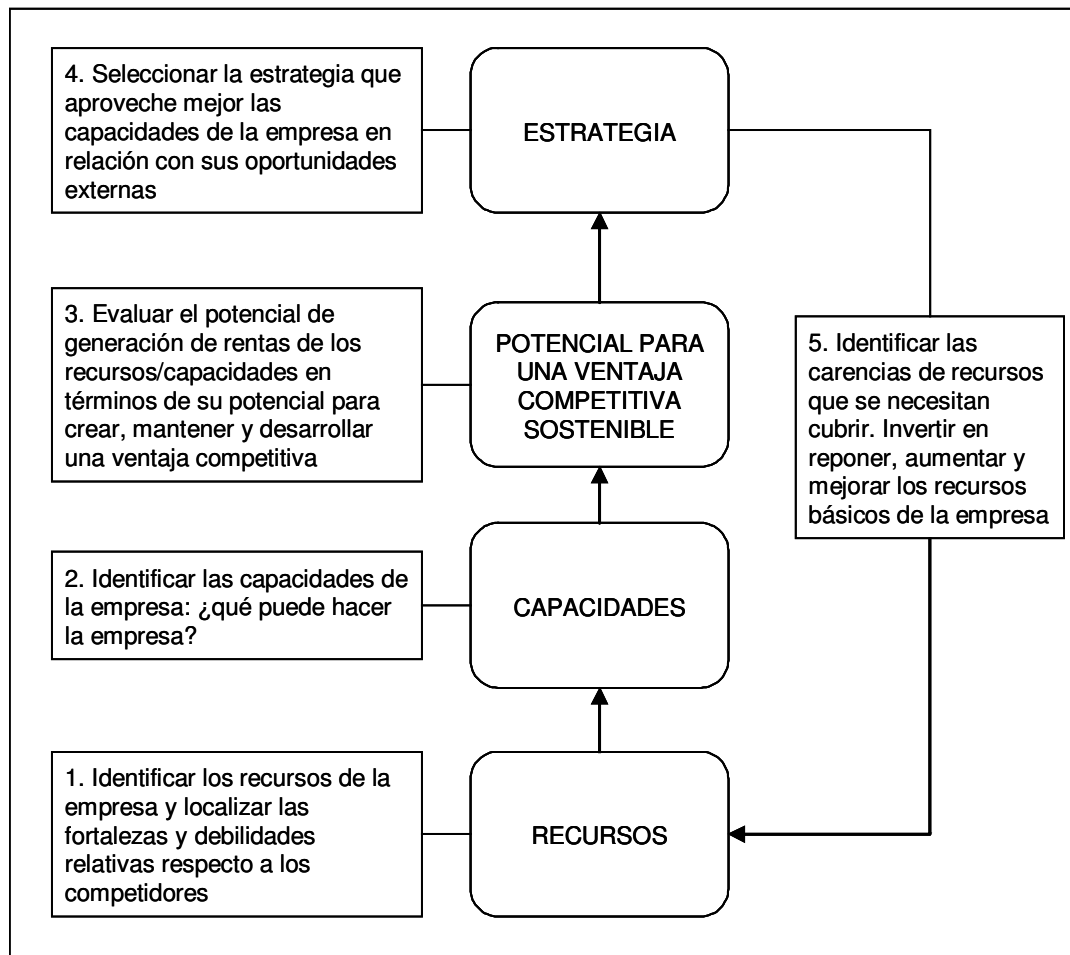 4. Seleccionar la estrategia que
aproveche mejor las
capacidades de la empresa en
relación con sus oportunidades
externas
ESTRATEGIA
3. Evaluar el potencial de
generación de rentas de los
recursos/capacidades en
términos de su potencial para
crear, mantener y desarrollar
una ventaja competitiva
POTENCIAL PARA
UNA VENTAJA
COMPETITIVA
SOSTENIBLE
5. Identificar las
carencias de recursos
que se necesitan
cubrir. Invertir en
reponer, aumentar y
mejorar los recursos
básicos de la empresa
2. Identificar las capacidades de
la empresa: ¿qué puede hacer
la empresa?
CAPACIDADES
1. Identificar los recursos de la
empresa y localizar las
fortalezas y debilidades
relativas respecto a los
competidores
RECURSOS